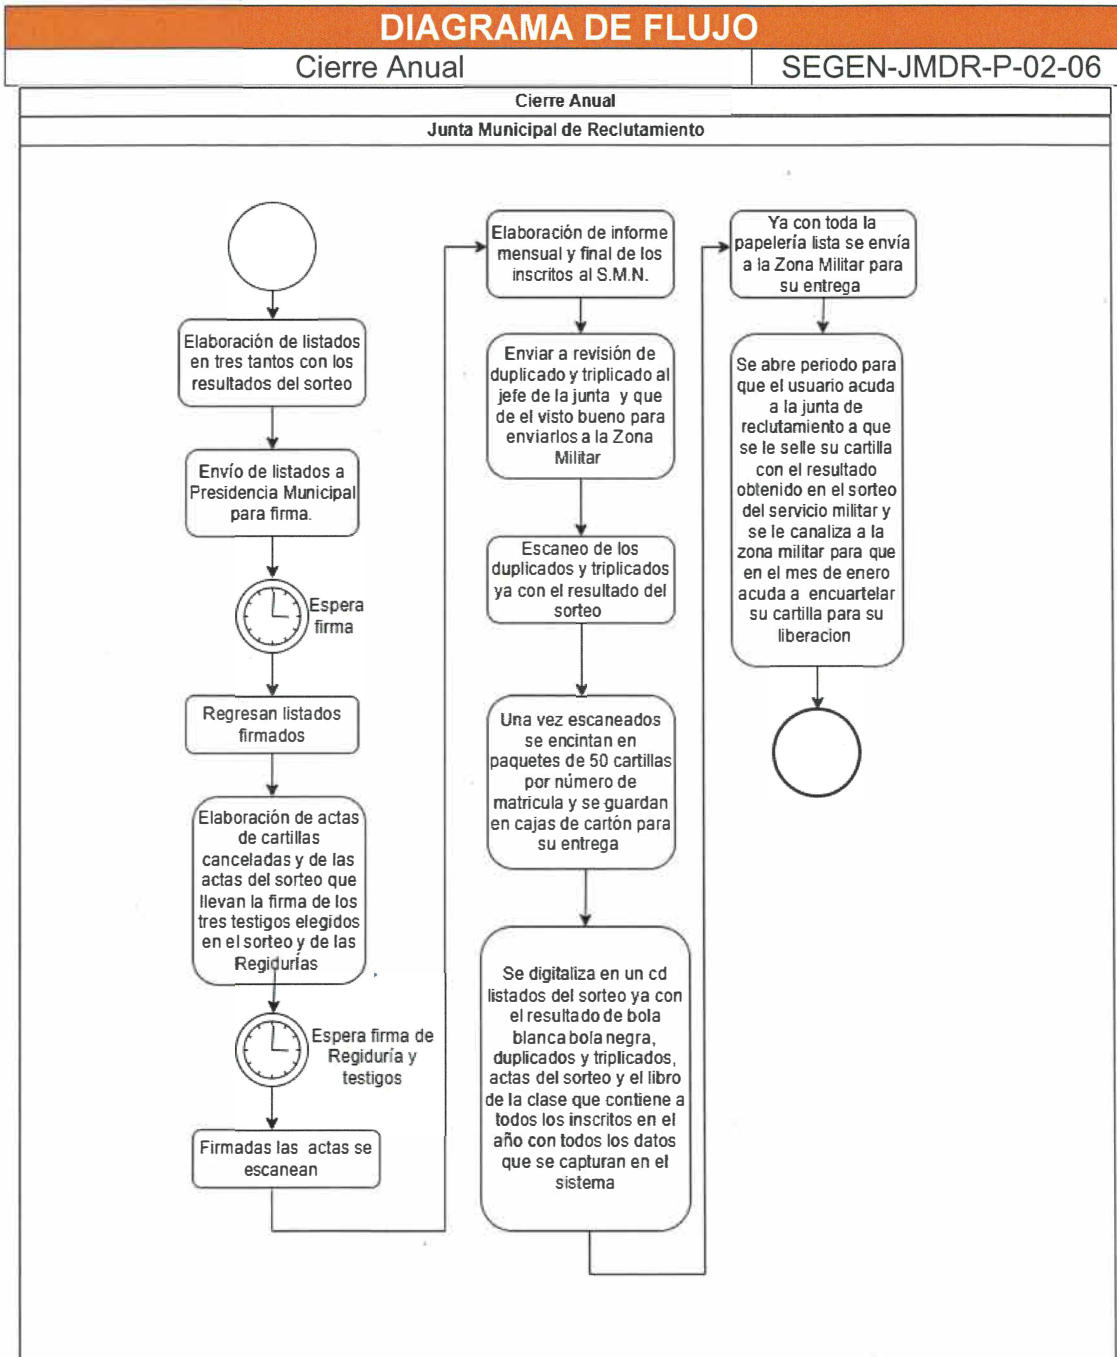 DIAGRAMA DE FLUJO
Cierre Anual
SEGEN-JMDR-P-02-06
Cierre Anual
Junta Municipal de Reclutamiento
Elaboración de listados
en tres tantos con los
resultados del sorteo
Envío de listados a
Presidencia Municipal
para firma.
Espera
firma
Regresan listados
firmados
Elaboración de actas
de cartillas
canceladas y de las
actas del sorteo que
llevan la firma de los
tres testigos elegidos
en el sorteo y de las
Regidurías
Espera firma de
Regiduría y
testigos
Firmadas las actas se
escanean
Elaboración de informe
mensual y final de los
inscritos al S.M.N.
Enviar a revisión de
duplicado y triplicado al
jefe de la junta y que
de el visto bueno para
enviarlos a la Zona
Militar
Escaneo de los
duplicados y triplicados
ya con el resultado del
sorteo
Una vez escaneados
se encintan en
paquetes de 50 cartillas
por número de
matricula y se guardan
en cajas de cartón para
su entrega
Se digitaliza en un cd
listados del sorteo ya con
el resultado de bola
blanca bola negra,
duplicados y triplicados,
actas del sorteo y el libro
de la clase que contiene a
todos los inscritos en el
año con todos los datos
que se capturan en el
sistema
Ya con toda la
papelería lista se envía
a la Zona Militar para
su entrega
Se abre periodo para
que el usuario acuda
a la junta de
reclutamiento a que
se le selle su cartilla
con el resultado
obtenido en el sorteo
del servicio militar y
se le canaliza a la
zona militar para que
en el mes de enero
acuda a encuartelar
su cartilla para su
liberacion